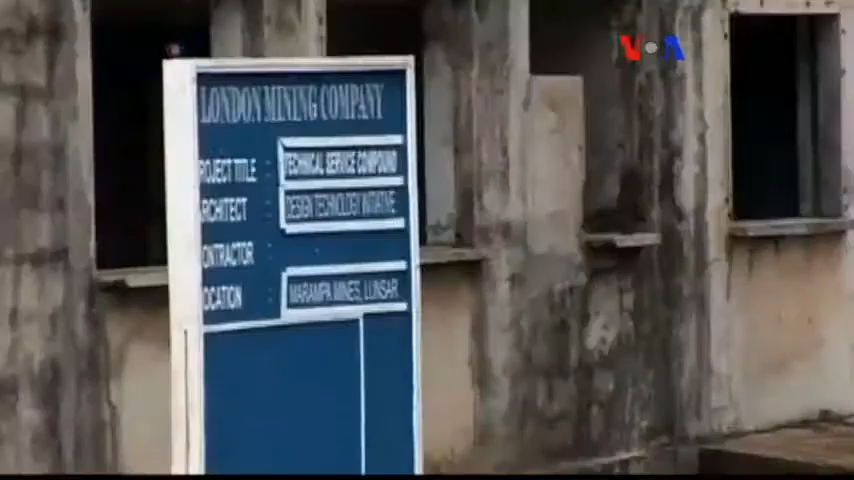 VOA
LONDON MINING COMPANY
ROJECT TITLE : TECHNICAL SERVICE COMPOUND
RCHITECT : DESIGN TECHNOLOGY INITIATIVE
ONTRACTOR :
OCATION : MARAMPA MINES, LUNSAR